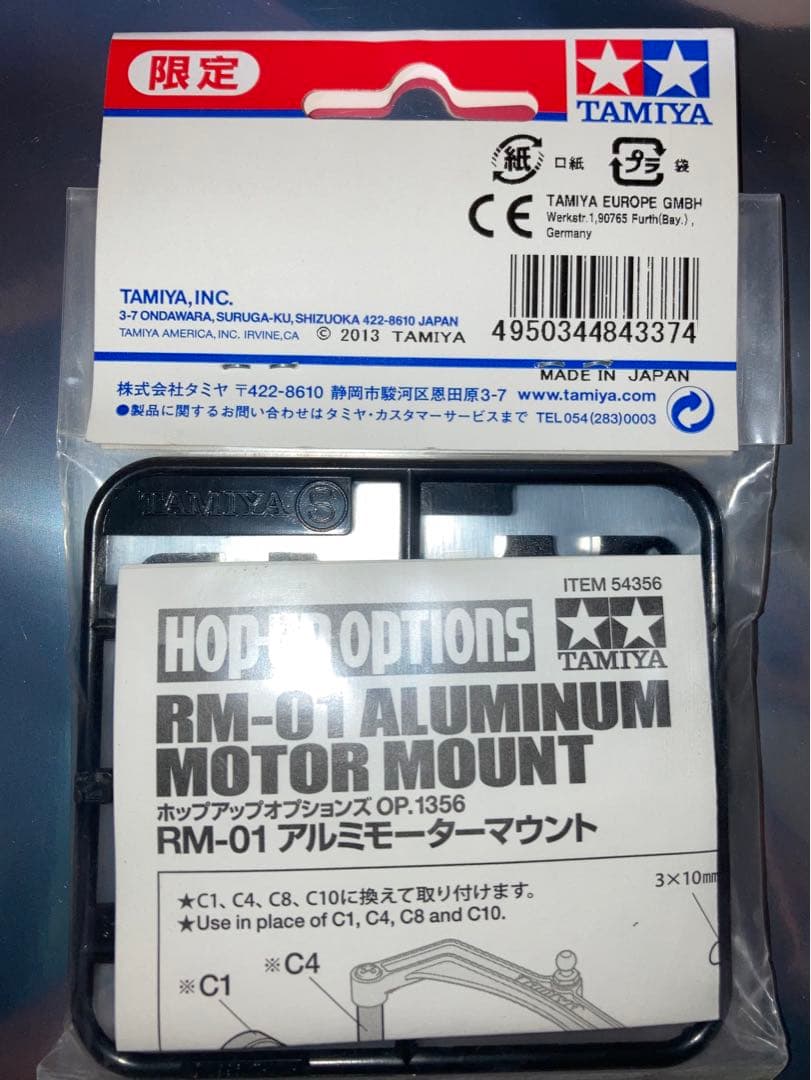 限定
TAMIYA
紙 口紙 プラ 袋
CE TAMIYA EUROPE GMBH
Werkstr.1,90765 Furth(Bay.),
Germany
TAMIYA,INC.
3-7 ONDAWARA, SURUGA-KU, SHIZUOKA 422-8610 JAPAN
TAMIYA AMERICA, INC. IRVINE,CA © 2013 TAMIYA
4950344843374
MADE IN JAPAN
株式会社タミヤ 〒422-8610 静岡市駿河区恩田原3-7 www.tamiya.com
●製品に関するお問い合わせはタミヤ・カスタマーサービスまで TEL054(283)0003
TAMIYA S
ITEM 54356
HOP-UP OPTIONS
TAMIYA
RM-01 ALUMINUM
MOTOR MOUNT
ホップアップオプションズ OP.1356
RM-01 アルミモーターマウント
★C1、C4、C8、C10に換えて取り付けます。
★Use in place of C1, C4, C8 and C10.
3×10mm
※C4
※C1
TAMIYA